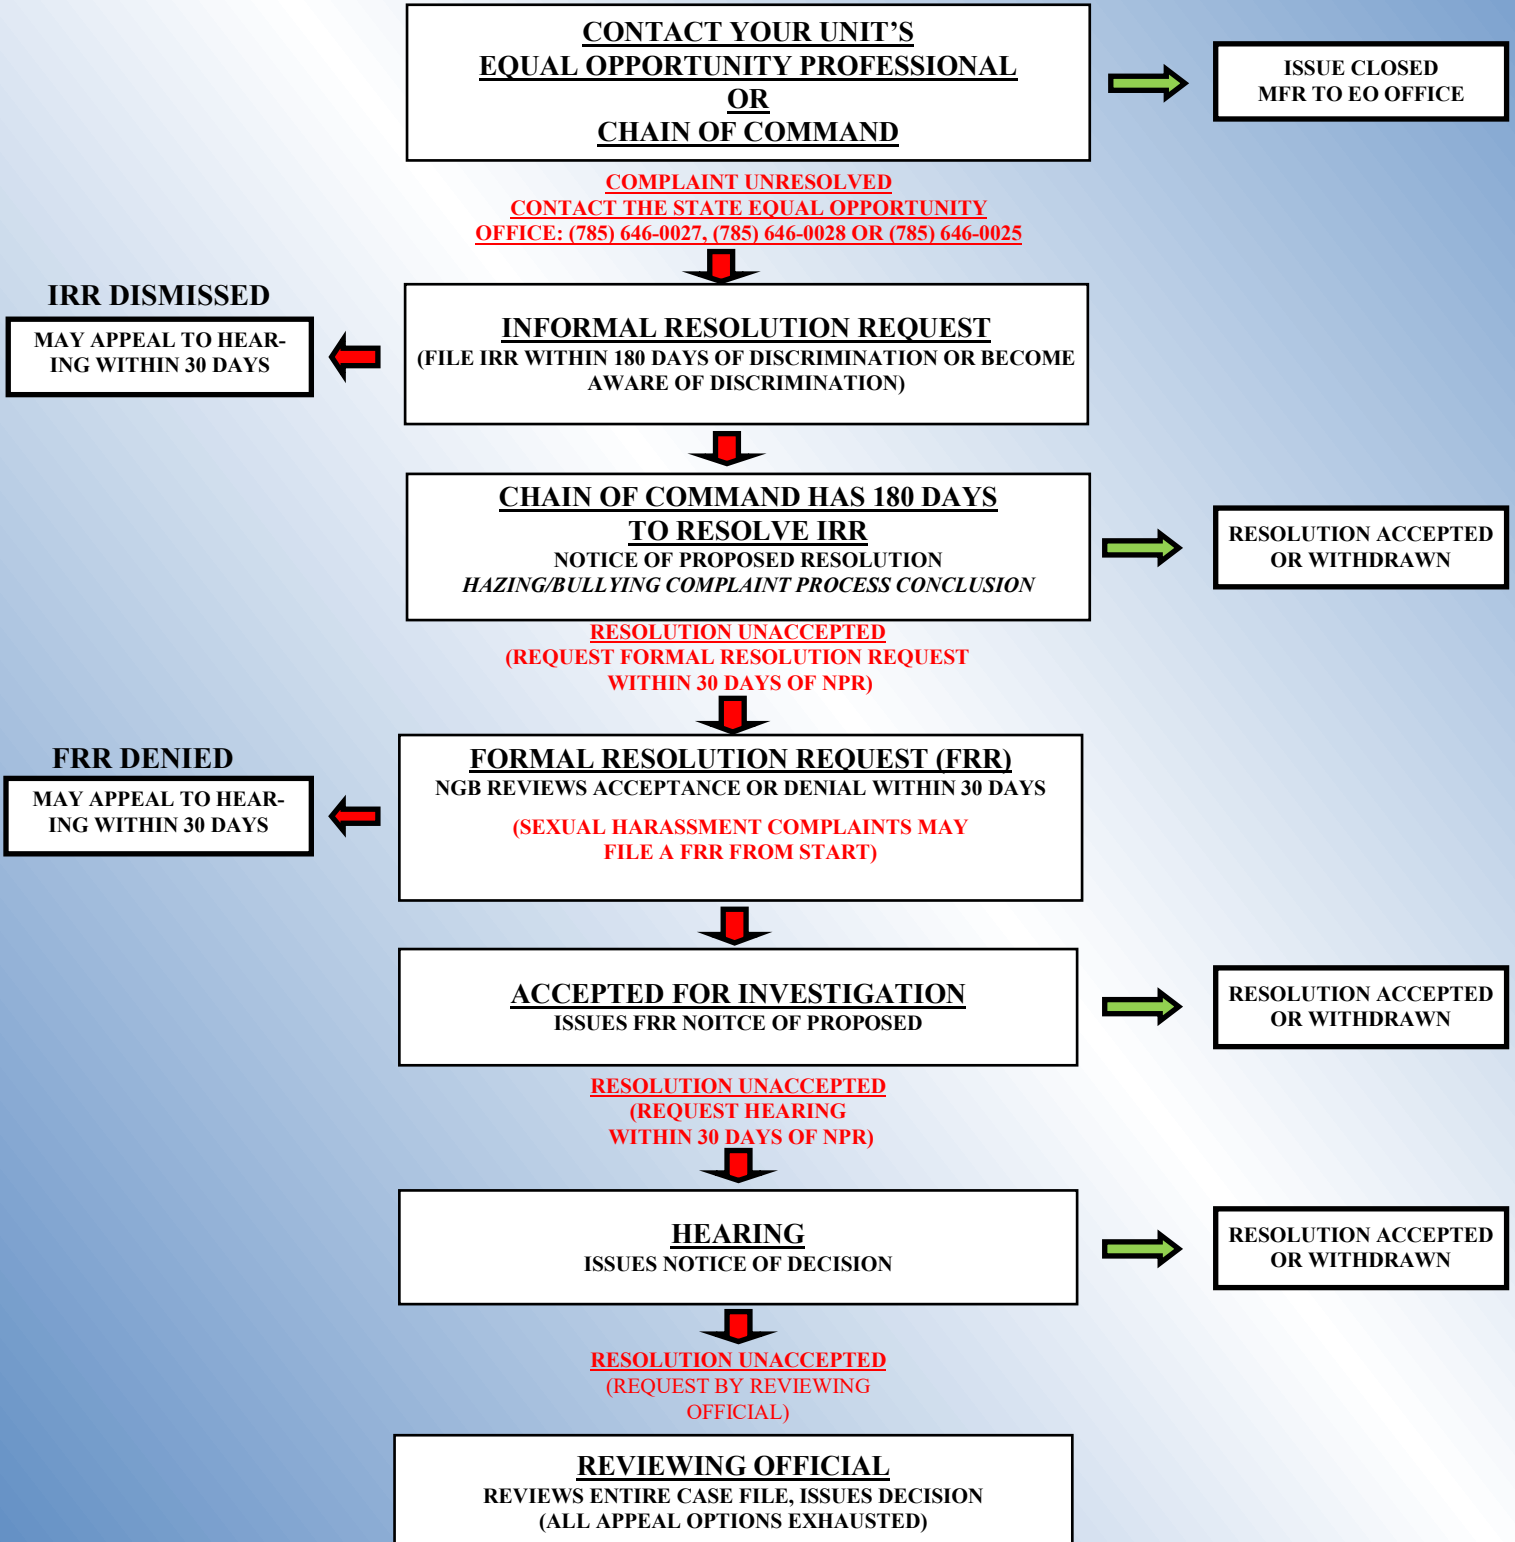 CONTACT YOUR UNIT’S
EQUAL OPPORTUNITY PROFESSIONAL
OR
CHAIN OF COMMAND
ISSUE CLOSED
MFR TO EO OFFICE
COMPLAINT UNRESOLVED
CONTACT THE STATE EQUAL OPPORTUNITY
OFFICE: (785) 646-0027, (785) 646-0028 OR (785) 646-0025
IRR DISMISSED
MAY APPEAL TO HEAR-
ING WITHIN 30 DAYS
INFORMAL RESOLUTION REQUEST
(FILE IRR WITHIN 180 DAYS OF DISCRIMINATION OR BECOME
AWARE OF DISCRIMINATION)
CHAIN OF COMMAND HAS 180 DAYS
TO RESOLVE IRR
NOTICE OF PROPOSED RESOLUTION
HAZING/BULLYING COMPLAINT PROCESS CONCLUSION
RESOLUTION ACCEPTED
OR WITHDRAWN
RESOLUTION UNACCEPTED
(REQUEST FORMAL RESOLUTION REQUEST
WITHIN 30 DAYS OF NPR)
FRR DENIED
MAY APPEAL TO HEAR-
ING WITHIN 30 DAYS
FORMAL RESOLUTION REQUEST (FRR)
NGB REVIEWS ACCEPTANCE OR DENIAL WITHIN 30 DAYS
(SEXUAL HARASSMENT COMPLAINTS MAY
FILE A FRR FROM START)
ACCEPTED FOR INVESTIGATION
ISSUES FRR NOITCE OF PROPOSED
RESOLUTION ACCEPTED
OR WITHDRAWN
RESOLUTION UNACCEPTED
(REQUEST HEARING
WITHIN 30 DAYS OF NPR)
HEARING
ISSUES NOTICE OF DECISION
RESOLUTION ACCEPTED
OR WITHDRAWN
RESOLUTION UNACCEPTED
(REQUEST BY REVIEWING
OFFICIAL)
REVIEWING OFFICIAL
REVIEWS ENTIRE CASE FILE, ISSUES DECISION
(ALL APPEAL OPTIONS EXHAUSTED)